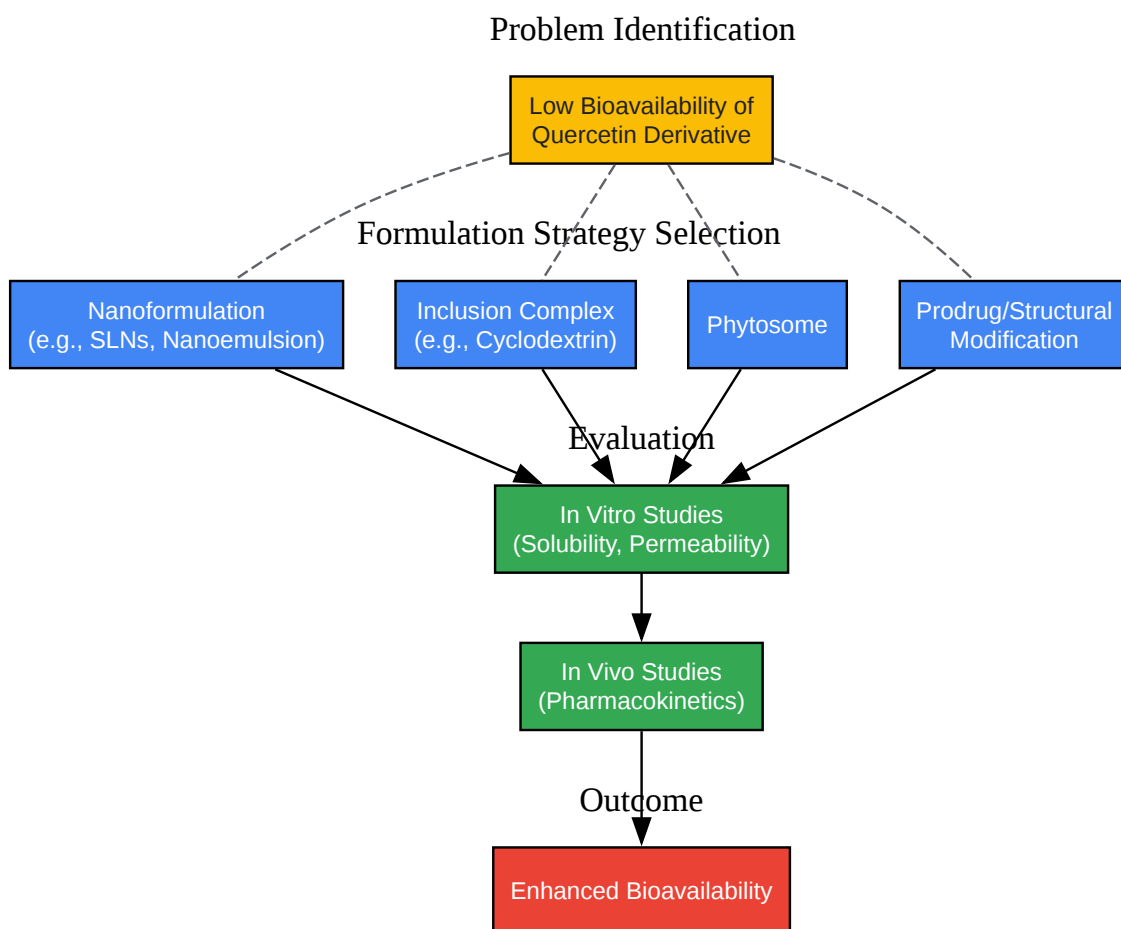 Problem Identification
Low Bioavailability of
Quercetin Derivative
Formulation Strategy Selection
Nanoformulation
(e.g., SLNs, Nanoemulsion)
Inclusion Complex
(e.g., Cyclodextrin)
Phytosome
Prodrug/Structural
Modification
Evaluation
In Vitro Studies
(Solubility, Permeability)
In Vivo Studies
(Pharmacokinetics)
Outcome
Enhanced Bioavailability